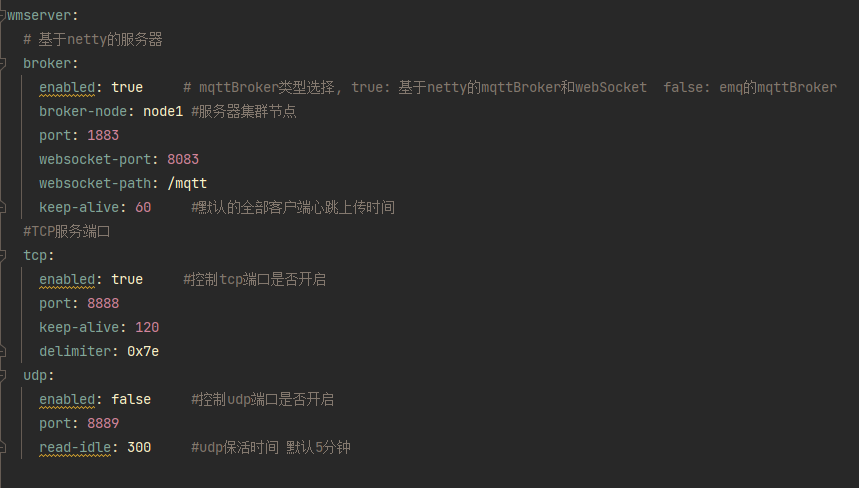 wmserver:
# 基于netty的服务器
broker:
enabled: true # mqttBroker类型选择, true: 基于netty的mqttBroker和webSocket false: emq的mqttBroker
broker-node: node1 #服务器集群节点
port: 1883
websocket-port: 8083
websocket-path: /mqtt
keep-alive: 60 #默认的全部客户端心跳上传时间
#TCP服务端口
tcp:
enabled: true #控制tcp端口是否开启
port: 8888
keep-alive: 120
delimiter: 0x7e
udp:
enabled: false #控制udp端口是否开启
port: 8889
read-idle: 300 #udp保活时间 默认5分钟